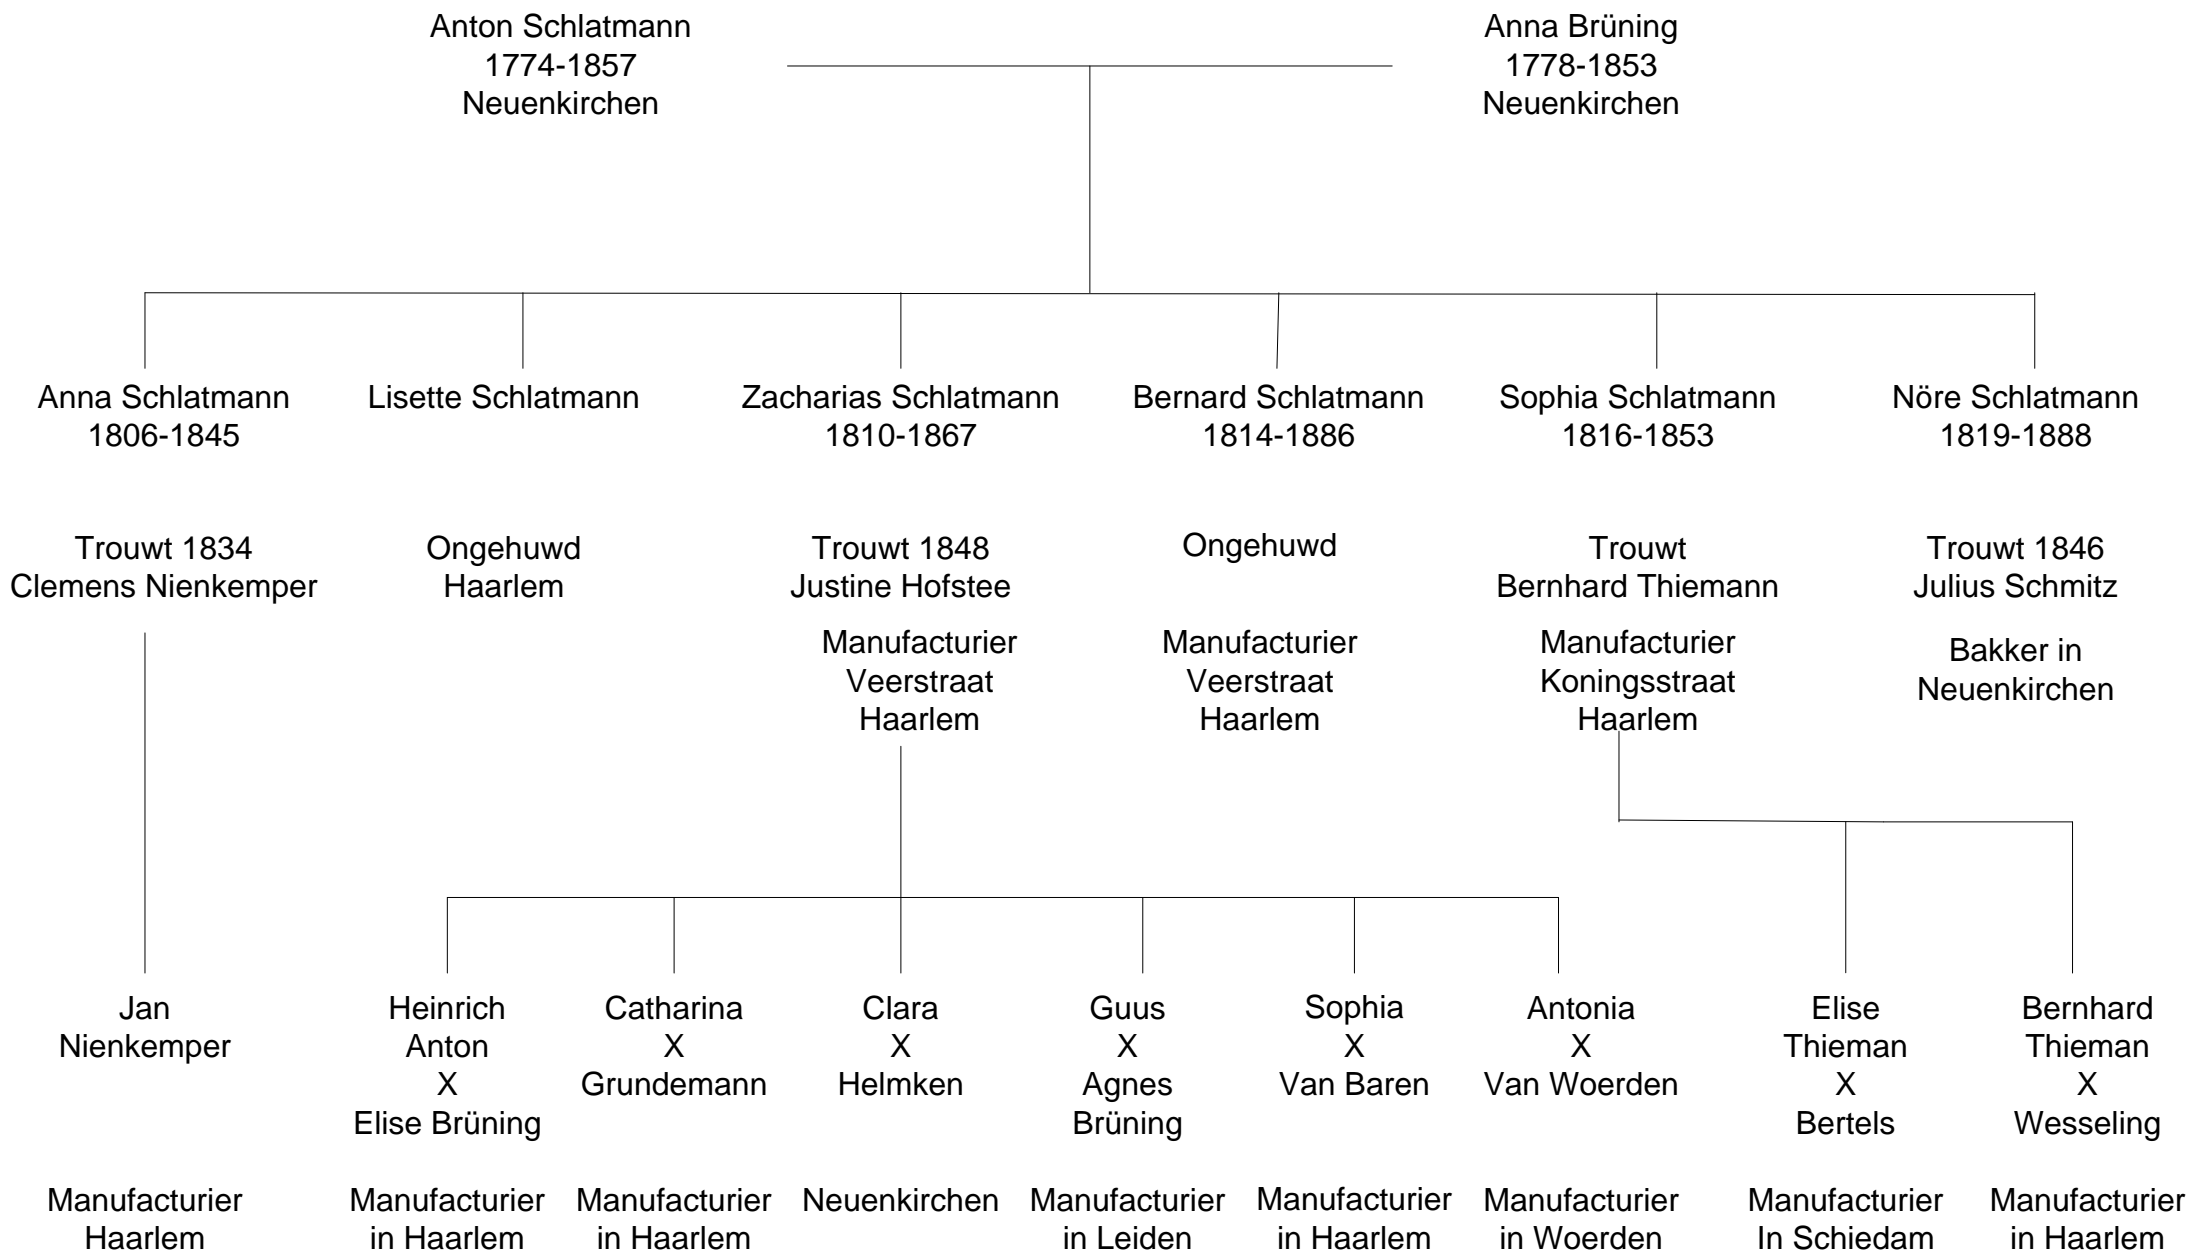 Anton Schlatmann
1774-1857
Neuenkirchen
Anna Brüning
1778-1853
Neuenkirchen
Anna Schlatmann
1806-1845
Lisette Schlatmann
Zacharias Schlatmann
1810-1867
Bernard Schlatmann
1814-1886
Sophia Schlatmann
1816-1853
Nöre Schlatmann
1819-1888
Trouwt 1834
Clemens Nienkemper
Ongehuwd
Haarlem
Trouwt 1848
Justine Hofstee
Ongehuwd
Trouwt
Bernhard Thiemann
Trouwt 1846
Julius Schmitz
Manufacturier
Veerstraat
Haarlem
Manufacturier
Veerstraat
Haarlem
Manufacturier
Koningsstraat
Haarlem
Bakker in
Neuenkirchen
Jan
Nienkemper
Heinrich
Anton
X
Elise Brüning
Catharina
X
Grundemann
Clara
X
Helmken
Guus
X
Agnes
Brüning
Sophia
X
Van Baren
Antonia
X
Van Woerden
Elise
Thieman
X
Bertels
Bernhard
Thieman
X
Wesseling
Manufacturier
Haarlem
Manufacturier
in Haarlem
Manufacturier
in Haarlem
Neuenkirchen
Manufacturier
in Leiden
Manufacturier
in Haarlem
Manufacturier
in Woerden
Manufacturier
In Schiedam
Manufacturier
in Haarlem